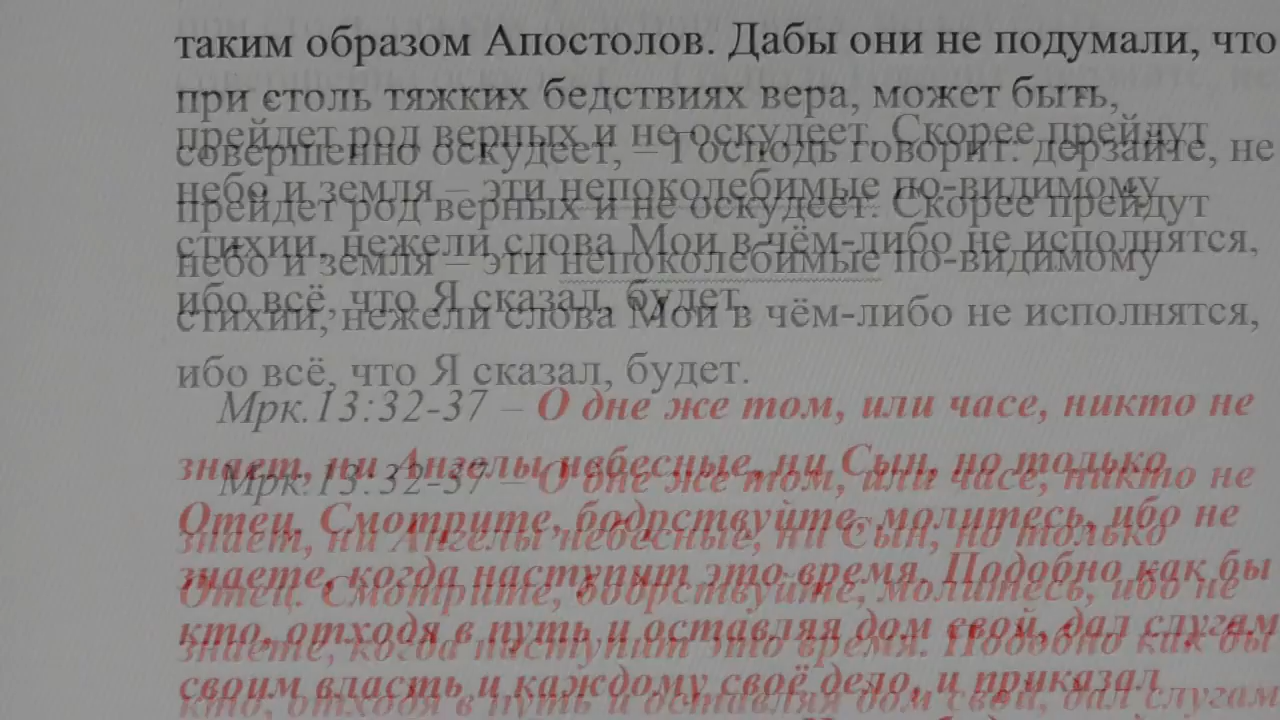 таким образом Апостолов. Дабы они не подумали, что
при столь тяжких бедствиях вера, может быть,
совершенно оскудеет, – Господь говорит: дерзайте, не
прейдет род верных и не оскудеет. Скорее прейдут
небо и земля – эти непоколебимые по-видимому
стихии, нежели слова Мои в чём-либо не исполнятся,
ибо всё, что Я сказал, будет.
Мрк.13:32-37 – О дне же том, или часе, никто не
знает, ни Ангелы небесные, ни Сын, но только
Отец. Смотрите, бодрствуйте, молитесь, ибо не
знаете, когда наступит это время. Подобно как бы
кто, отходя в путь и оставляя дом свой, дал слугам
своим власть и каждому своё дело, и приказал